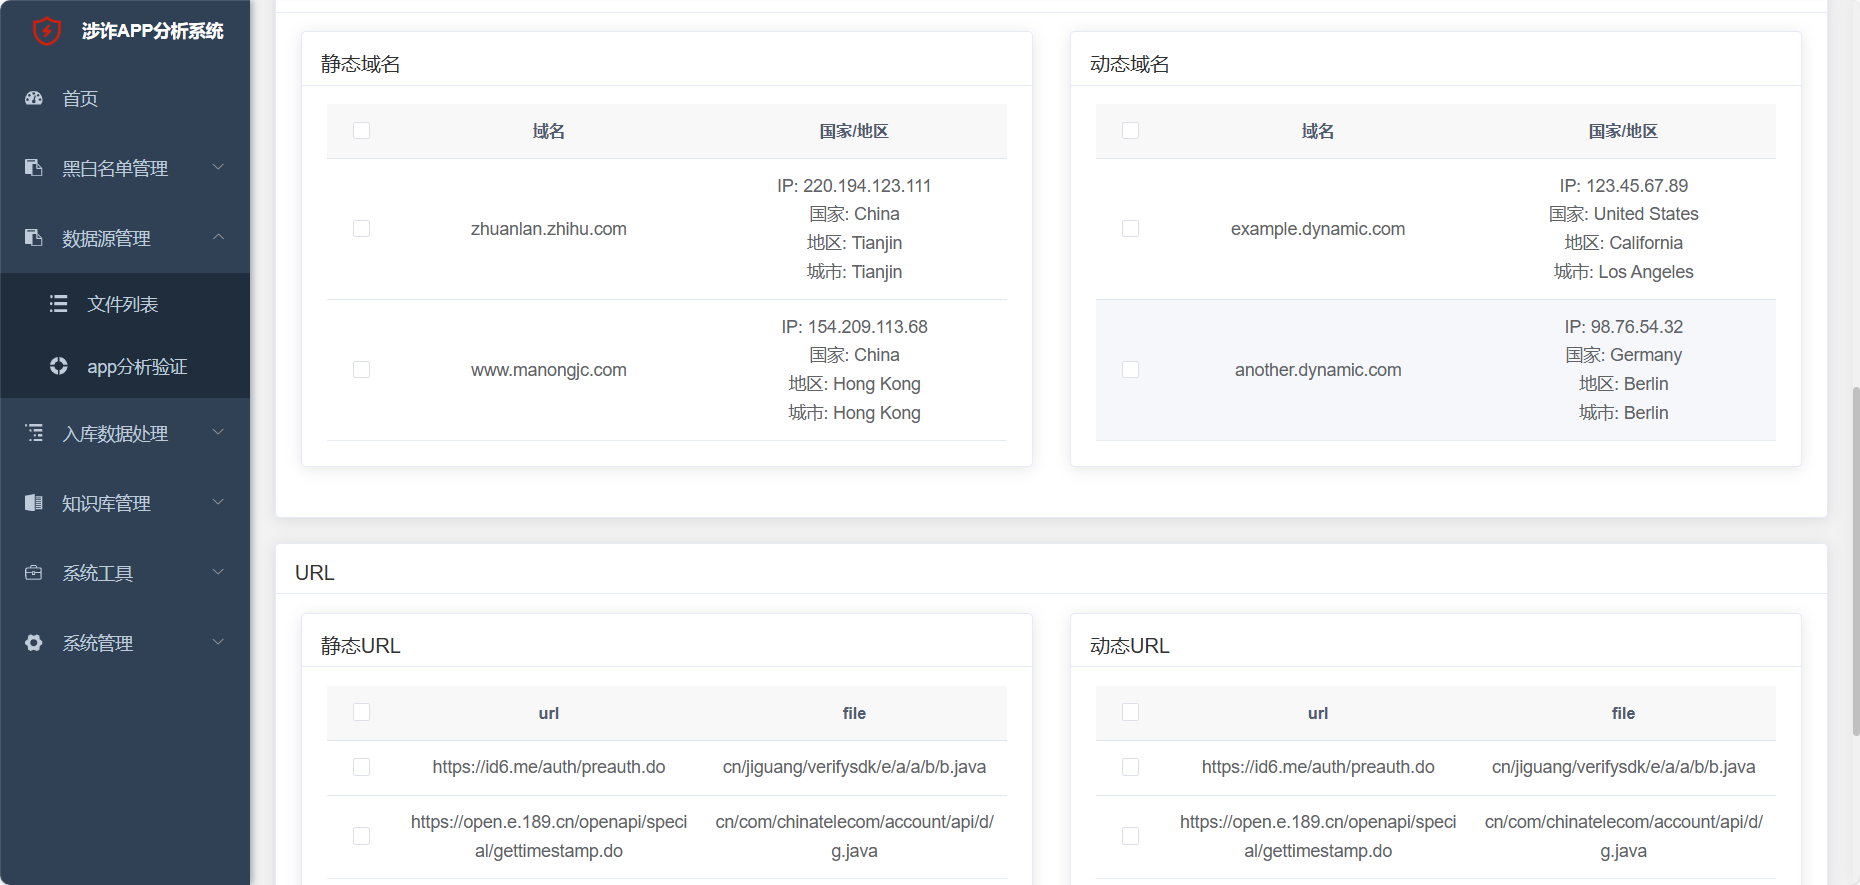 涉诈APP分析系统
首页
黑白名单管理
数据源管理
文件列表
app分析验证
入库数据处理
知识库管理
系统工具
系统管理
静态域名
域名 国家/地区
zhuanlan.zhihu.com
IP: 220.194.123.111
国家: China
地区: Tianjin
城市: Tianjin
www.manongjc.com
IP: 154.209.113.68
国家: China
地区: Hong Kong
城市: Hong Kong
动态域名
域名 国家/地区
example.dynamic.com
IP: 123.45.67.89
国家: United States
地区: California
城市: Los Angeles
another.dynamic.com
IP: 98.76.54.32
国家: Germany
地区: Berlin
城市: Berlin
URL
静态URL
url file
https://id6.me/auth/preauth.do cn/jiguang/verifysdk/e/a/a/b/b.java
https://open.e.189.cn/openapi/speci
al/gettimestamp.do
cn/com/chinatelecom/account/api/d/
g.java
动态URL
url file
https://id6.me/auth/preauth.do cn/jiguang/verifysdk/e/a/a/b/b.java
https://open.e.189.cn/openapi/speci
al/gettimestamp.do
cn/com/chinatelecom/account/api/d/
g.java